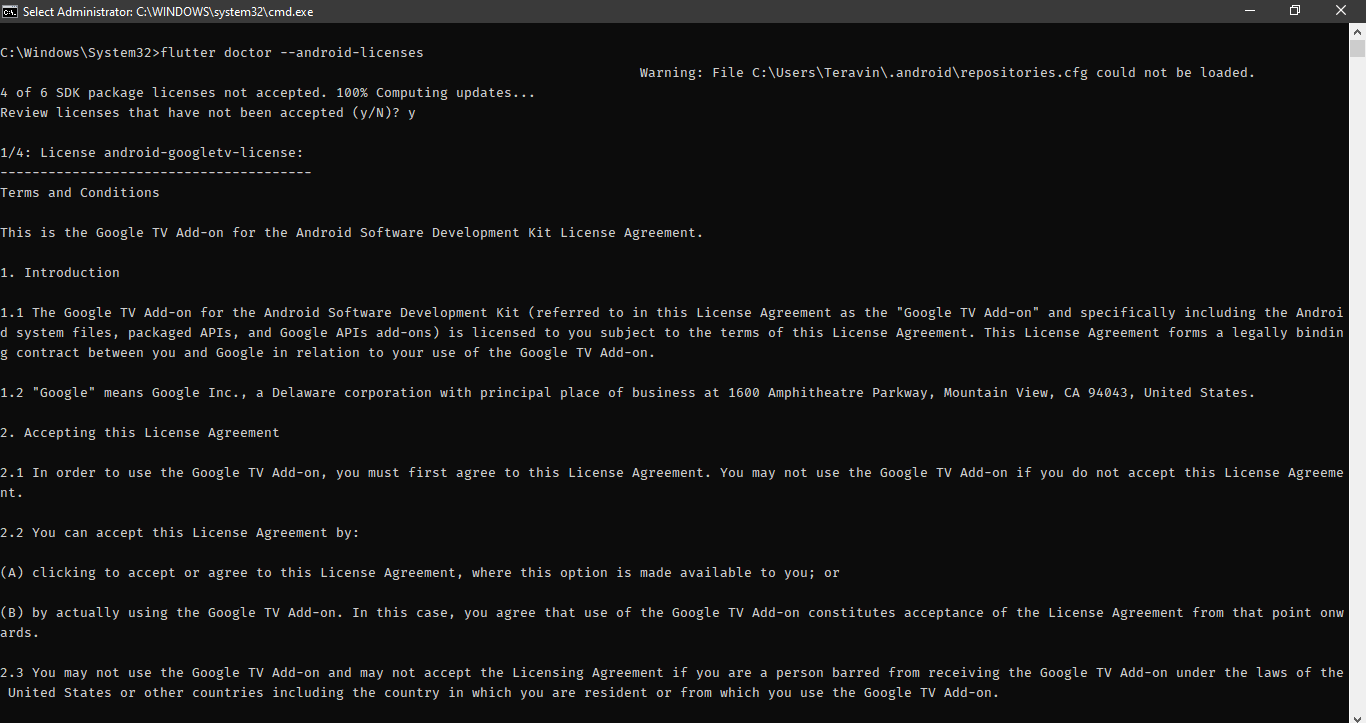 Select Administrator: C:\WINDOWS\system32\cmd.exe
C:\Windows\System32>flutter doctor --android-licenses
Warning: File C:\Users\Teravin\.android\repositories.cfg could not be loaded.
4 of 6 SDK package licenses not accepted. 100% Computing updates...
Review licenses that have not been accepted (y/N)? y
1/4: License android-googletv-license:
---------------------------------------
Terms and Conditions
This is the Google TV Add-on for the Android Software Development Kit License Agreement.
1. Introduction
1.1 The Google TV Add-on for the Android Software Development Kit (referred to in this License Agreement as the "Google TV Add-on" and specifically including the Androi
d system files, packaged APIs, and Google APIs add-ons) is licensed to you subject to the terms of this License Agreement. This License Agreement forms a legally bindin
g contract between you and Google in relation to your use of the Google TV Add-on.
1.2 "Google" means Google Inc., a Delaware corporation with principal place of business at 1600 Amphitheatre Parkway, Mountain View, CA 94043, United States.
2. Accepting this License Agreement
2.1 In order to use the Google TV Add-on, you must first agree to this License Agreement. You may not use the Google TV Add-on if you do not accept this License Agreeme
nt.
2.2 You can accept this License Agreement by:
(A) clicking to accept or agree to this License Agreement, where this option is made available to you; or
(B) by actually using the Google TV Add-on. In this case, you agree that use of the Google TV Add-on constitutes acceptance of the License Agreement from that point onw
ards.
2.3 You may not use the Google TV Add-on and may not accept the Licensing Agreement if you are a person barred from receiving the Google TV Add-on under the laws of the
United States or other countries including the country in which you are resident or from which you use the Google TV Add-on.